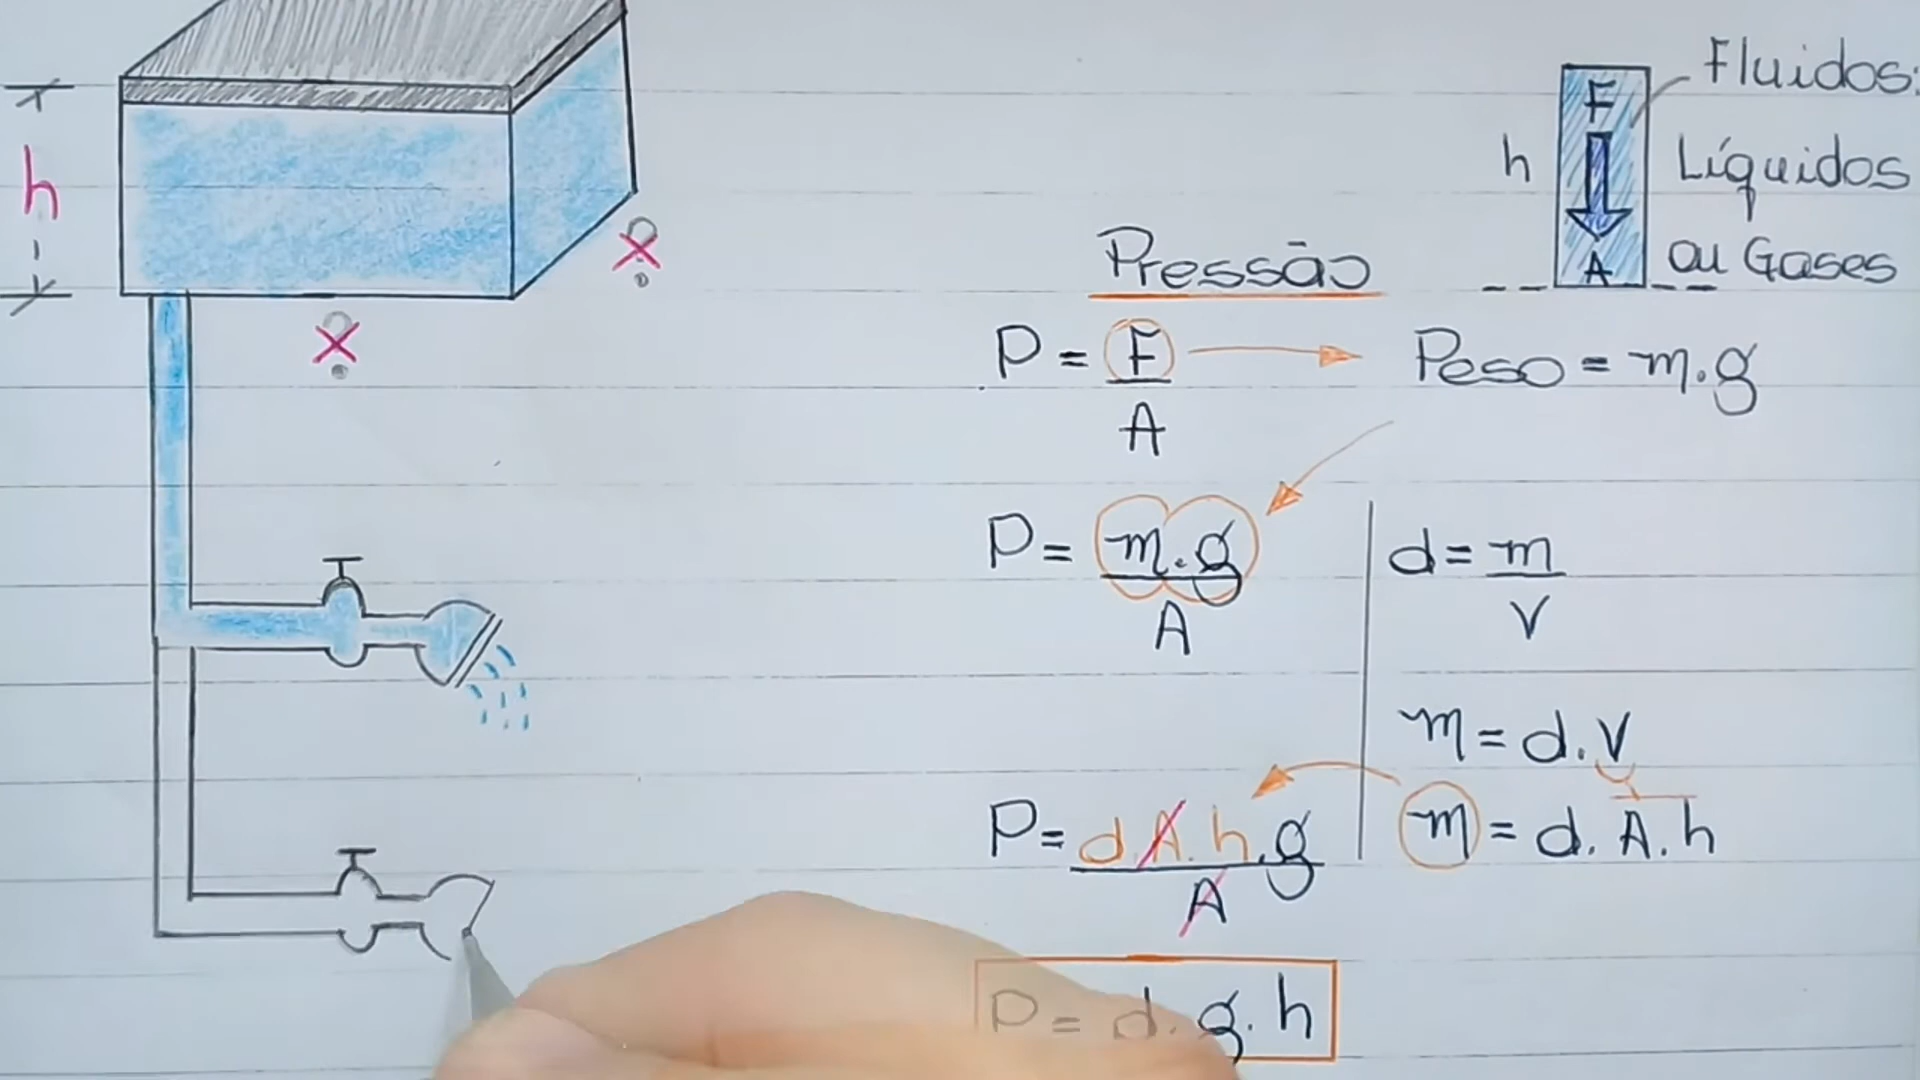 h
?
?
Fluidos:
Líquidos
ou Gases
h
F
A
Pressão
P = F/A
Peso = m.g
P = m.g/A
d = m/V
m = d.V
m = d.A.h
P = d.A.h.g/A
P = d.g.h